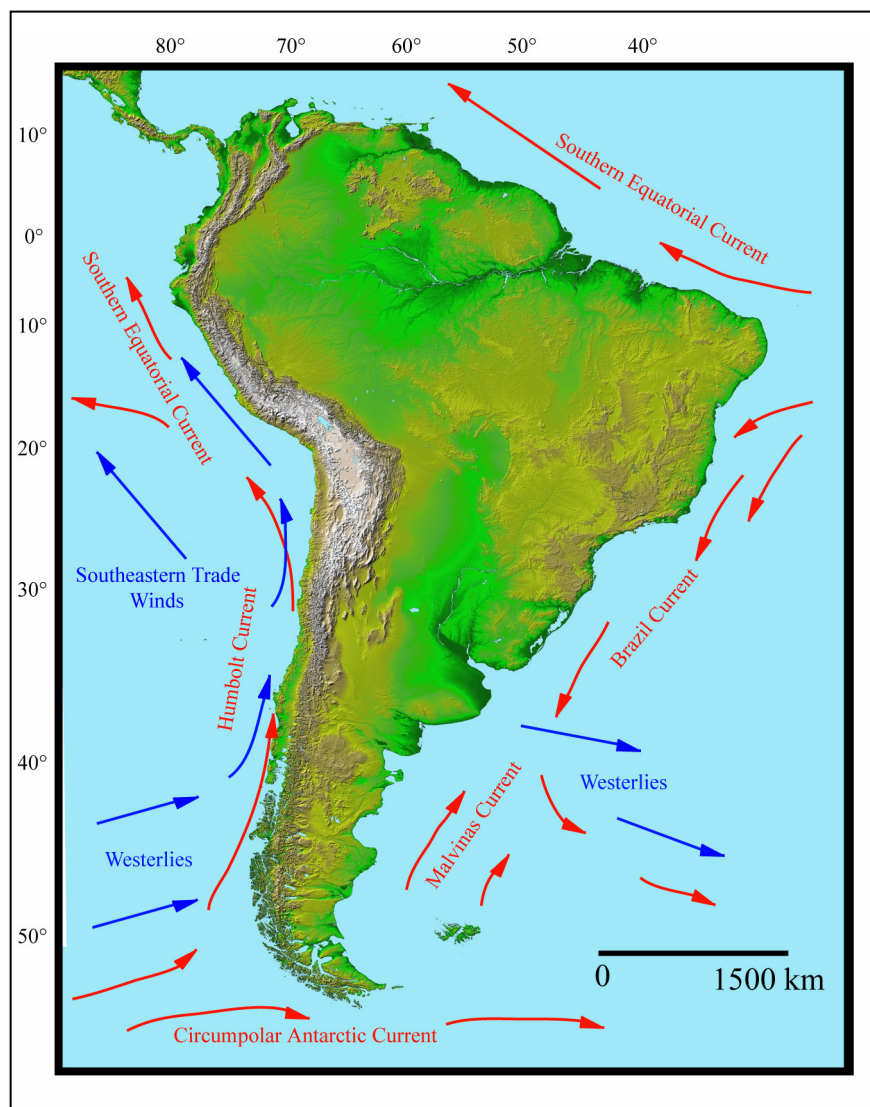 80°
70°
60°
50°
40°
10°
0°
10°
20°
30°
40°
50°
Southern Equatorial Current
Southern Equatorial Current
Southeastern Trade
Winds
Humbolt Current
Brazil Current
Westerlies
Malvinas Current
Westerlies
0
1500 km
Circumpolar Antarctic Current